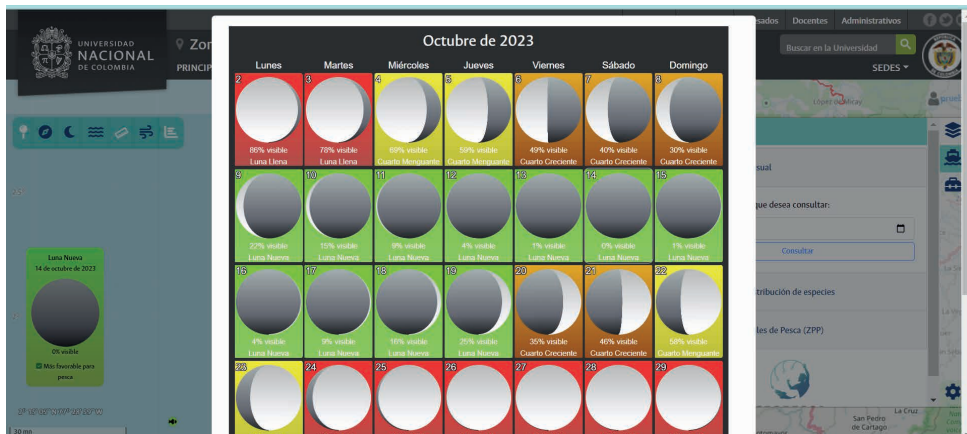 UNIVERSIDAD
NACIONAL
DE COLOMBIA
Zon
PRINCIP
Docentes
Administrativos
Buscar en la Universidad
SEDES
Octubre de 2023
Lunes Martes Miércoles Jueves Viernes Sábado Domingo
2 3 4 5 6 7 8
86% visible 78% visible 69% visible 59% visible 49% visible 40% visible 30% visible
Luna Llena Luna Llena Cuarto Menguante Cuarto Menguante Cuarto Creciente Cuarto Creciente Cuarto Creciente
9 10 11 12 13 14 15
22% visible 15% visible 9% visible 4% visible 1% visible 0% visible 1% visible
Luna Nueva Luna Nueva Luna Nueva Luna Nueva Luna Nueva Luna Nueva Luna Nueva
16 17 18 19 20 21 22
4% visible 9% visible 16% visible 25% visible 35% visible 46% visible 58% visible
Luna Nueva Luna Nueva Luna Nueva Luna Nueva Cuarto Creciente Cuarto Creciente Cuarto Menguante
23 24 25 26 27 28 29
Luna Nueva
14 de octubre de 2023
0% visible
Más favorable para
pesca
30 mn
sual
que desea consultar:
Consultar
tribución de especies
les de Pesca (ZPP)
San Pedro
de Cartago
La Cruz